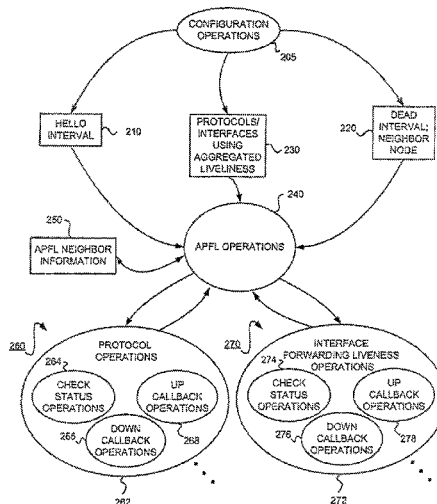 CONFIGURATION
OPERATIONS
205
HELLO
INTERVAL
210
PROTOCOLS/
INTERFACES
USING
AGGREGATED
LIVELINESS
230
DEAD
INTERVAL;
NEIGHBOR
NODE
220
240
250
APFL NEIGHBOR
INFORMATION
APFL OPERATIONS
260
PROTOCOL
OPERATIONS
264
CHECK
STATUS
OPERATIONS
UP
CALLBACK
OPERATIONS
266
268
DOWN
CALLBACK
OPERATIONS
262
270
INTERFACE
FORWARDING LIVENESS
OPERATIONS
274
CHECK
STATUS
OPERATIONS
UP
CALLBACK
OPERATIONS
276
278
DOWN
CALLBACK
OPERATIONS
272